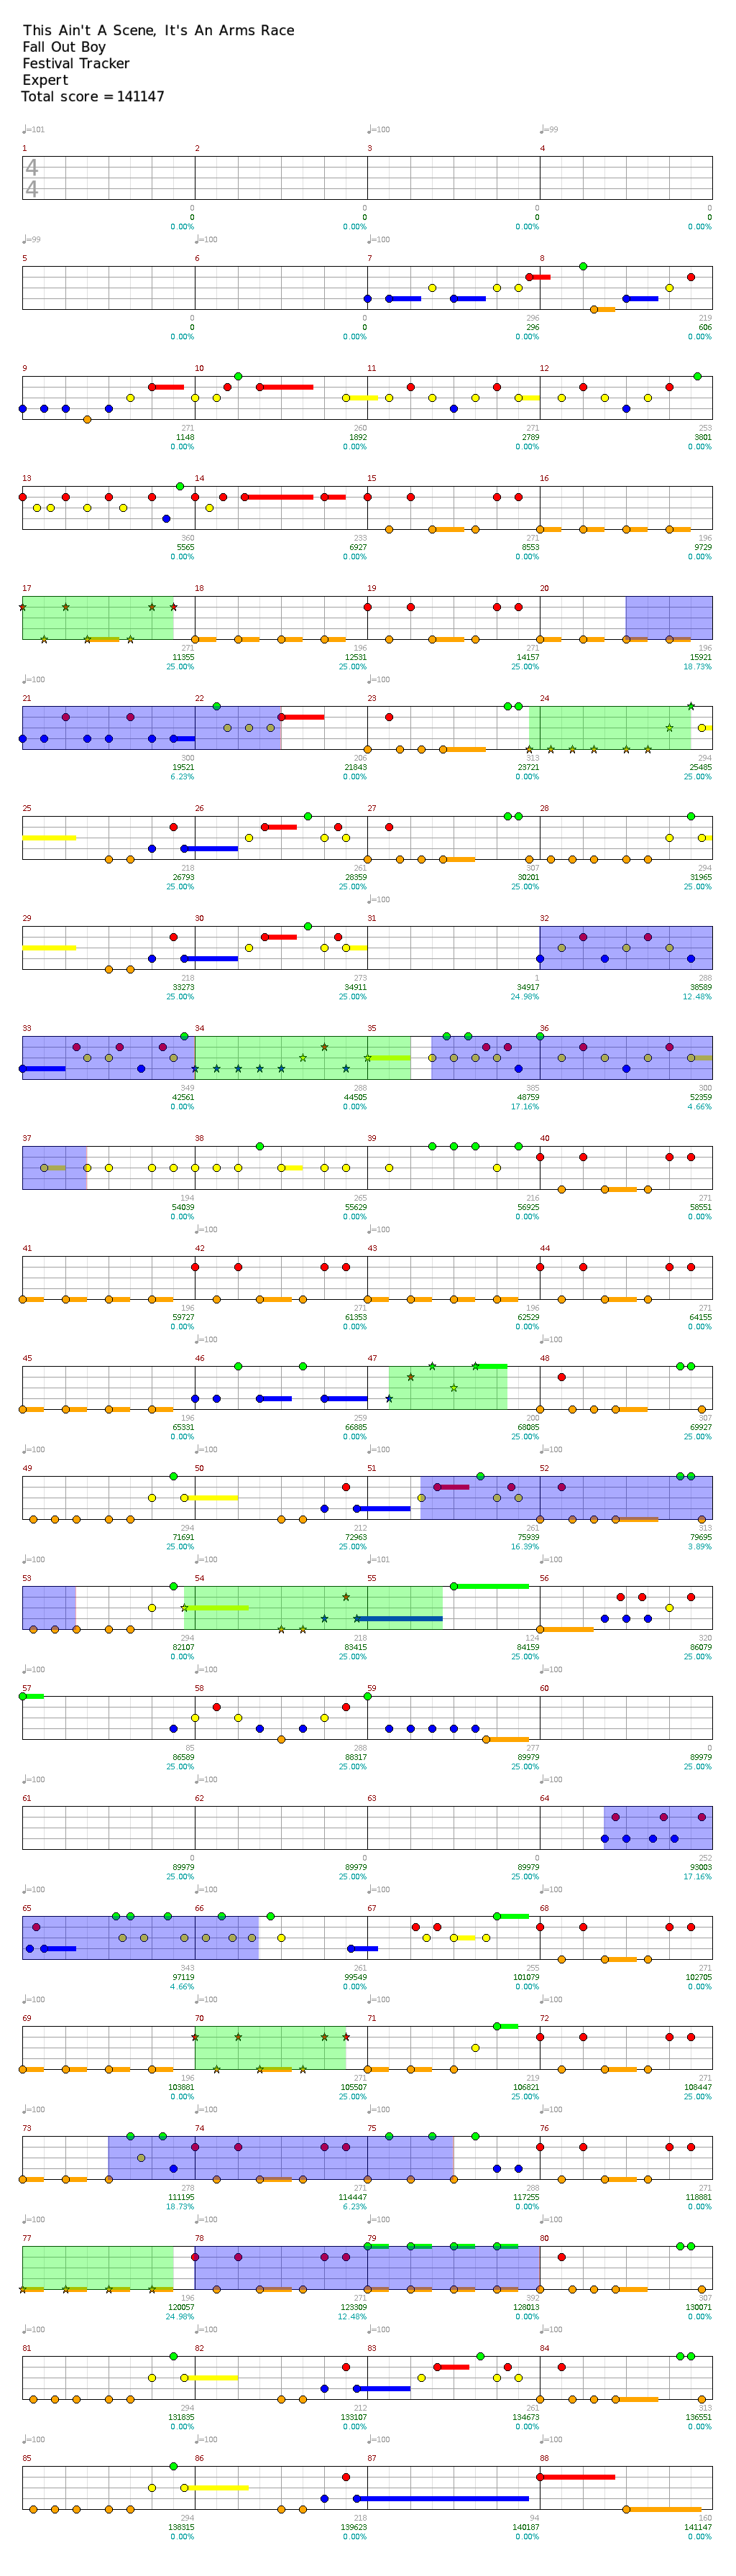 This Ain't A Scene, It's An Arms Race
Fall Out Boy
Festival Tracker
Expert
Total score = 141147
♩=101 ♩=100 ♩=99
1 2 3 4
4
4
0 0 0 0
0 0 0 0
0.00% 0.00% 0.00% 0.00%
♩=99 ♩=100
5 6 7 8
0 0 296 219
0 0 296 606
0.00% 0.00% 0.00% 0.00%
9 10 11 12
271 260 271 253
1148 1892 2789 3801
0.00% 0.00% 0.00% 0.00%
13 14 15 16
360 233 271 196
5565 6927 8553 9729
0.00% 0.00% 0.00% 0.00%
17 18 19 20
271 196 271 196
11355 12531 14157 15921
25.00% 25.00% 25.00% 18.73%
♩=100 ♩=100
21 22 23 24
300 206 313 294
19521 21843 23721 25485
6.23% 0.00% 0.00% 25.00%
25 26 27 28
218 261 307 294
26793 28359 30201 31965
25.00% 25.00% 25.00% 25.00%
♩=100
29 30 31 32
218 273 1 288
33273 34911 34917 38589
25.00% 25.00% 24.98% 12.48%
33 34 35 36
349 288 385 300
42561 44505 48759 52359
0.00% 0.00% 17.16% 4.66%
37 38 39 40
194 265 216 271
54039 55629 56925 58551
0.00% 0.00% 0.00% 0.00%
♩=100 ♩=100
41 42 43 44
196 271 196 271
59727 61353 62529 64155
0.00% 0.00% 0.00% 0.00%
♩=100 ♩=100
45 46 47 48
196 259 200 307
65331 66885 68085 69927
0.00% 0.00% 25.00% 25.00%
♩=100 ♩=100 ♩=100 ♩=100
49 50 51 52
294 212 261 313
71691 72963 75939 79695
25.00% 25.00% 16.39% 3.89%
♩=100 ♩=100 ♩=101 ♩=100
53 54 55 56
294 218 124 320
82107 83415 84159 86079
0.00% 25.00% 25.00% 25.00%
♩=100 ♩=100 ♩=100 ♩=100
57 58 59 60
85 288 277 0
86589 88317 89979 89979
25.00% 25.00% 25.00% 25.00%
♩=100 ♩=100 ♩=100 ♩=100
61 62 63 64
0 0 0 252
89979 89979 89979 93003
25.00% 25.00% 25.00% 17.16%
♩=100 ♩=100 ♩=100 ♩=100
65 66 67 68
343 261 255 271
97119 99549 101079 102705
4.66% 0.00% 0.00% 0.00%
♩=100 ♩=100 ♩=100 ♩=100
69 70 71 72
196 271 219 271
103881 105507 106821 108447
0.00% 25.00% 25.00% 25.00%
♩=100 ♩=100 ♩=100 ♩=100
73 74 75 76
278 271 288 271
111195 114447 117255 118881
18.73% 6.23% 0.00% 0.00%
♩=100 ♩=100 ♩=100 ♩=100
77 78 79 80
196 271 392 307
120057 123309 128013 130071
24.98% 12.48% 0.00% 0.00%
♩=100 ♩=100 ♩=100 ♩=100
81 82 83 84
294 212 261 313
131835 133107 134673 136551
0.00% 0.00% 0.00% 0.00%
♩=100 ♩=100 ♩=100 ♩=100
85 86 87 88
294 218 94 160
138315 139623 140187 141147
0.00% 0.00% 0.00% 0.00%